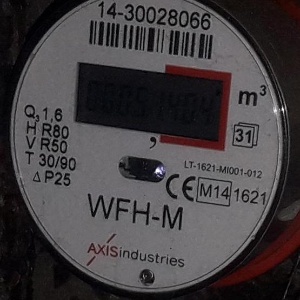 14-30028066
m³
Q₃ 1,6
H R80
V R50
T 30/90
Δ P25
31
LT-1621-MI001-012
CE M14 1621
WFH-M
AXISindustries